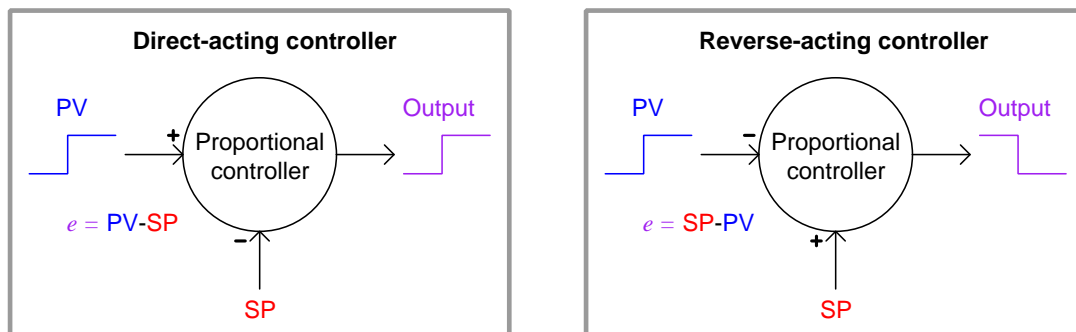 Direct-acting controller
PV
+
Proportional
controller
Output
e = PV-SP
−
SP
Reverse-acting controller
PV
−
Proportional
controller
Output
e = SP-PV
+
SP